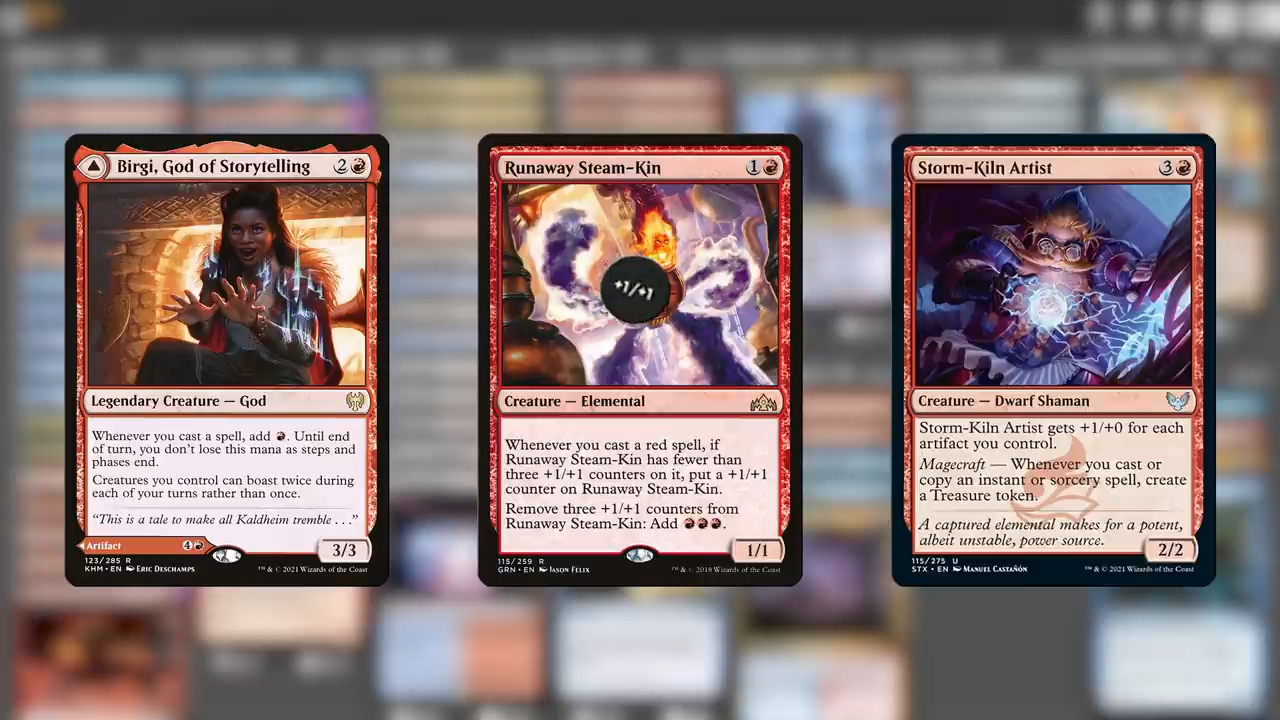 Birgi, God of Storytelling 2
Legendary Creature — God
Whenever you cast a spell, add . Until end
of turn, you don't lose this mana as steps and
phases end.
Creatures you control can boast twice during
each of your turns rather than once.
"This is a tale to make all Kaldheim tremble . . ."
Artifact 4
3/3
123/285 R
KHM • EN Eric Deschamps
™ & © 2021 Wizards of the Coast
Runaway Steam-Kin 1
+1/+1
Creature — Elemental
Whenever you cast a red spell, if
Runaway Steam-Kin has fewer than
three +1/+1 counters on it, put a +1/+1
counter on Runaway Steam-Kin.
Remove three +1/+1 counters from
Runaway Steam-Kin: Add .
1/1
115/259 R
GRN • EN Jason Felix
™ & © 2018 Wizards of the Coast
Storm-Kiln Artist 3
Creature — Dwarf Shaman
Storm-Kiln Artist gets +1/+0 for each
artifact you control.
Magecraft — Whenever you cast or
copy an instant or sorcery spell, create
a Treasure token.
A captured elemental makes for a potent,
albeit unstable, power source.
2/2
115/275 U
STX • EN Manuel Castañón
™ & © 2021 Wizards of the Coast